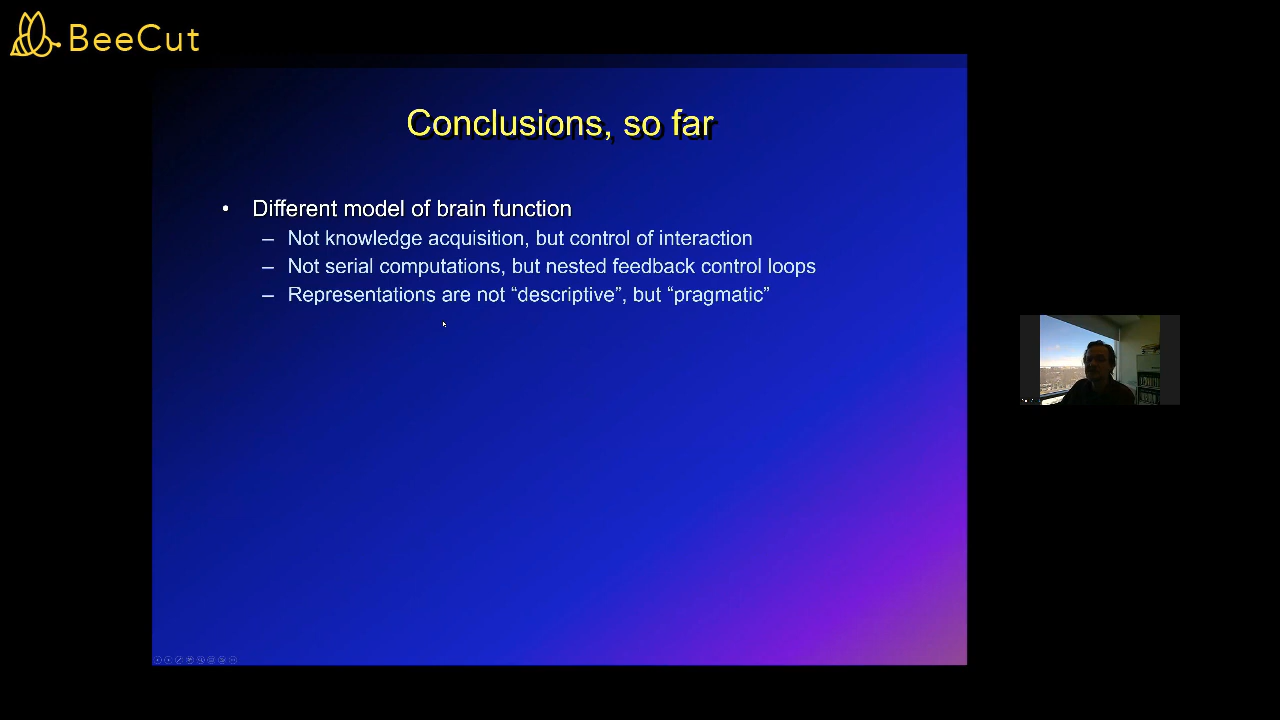 BeeCut
Conclusions, so far
• Different model of brain function
– Not knowledge acquisition, but control of interaction
– Not serial computations, but nested feedback control loops
– Representations are not “descriptive”, but “pragmatic”